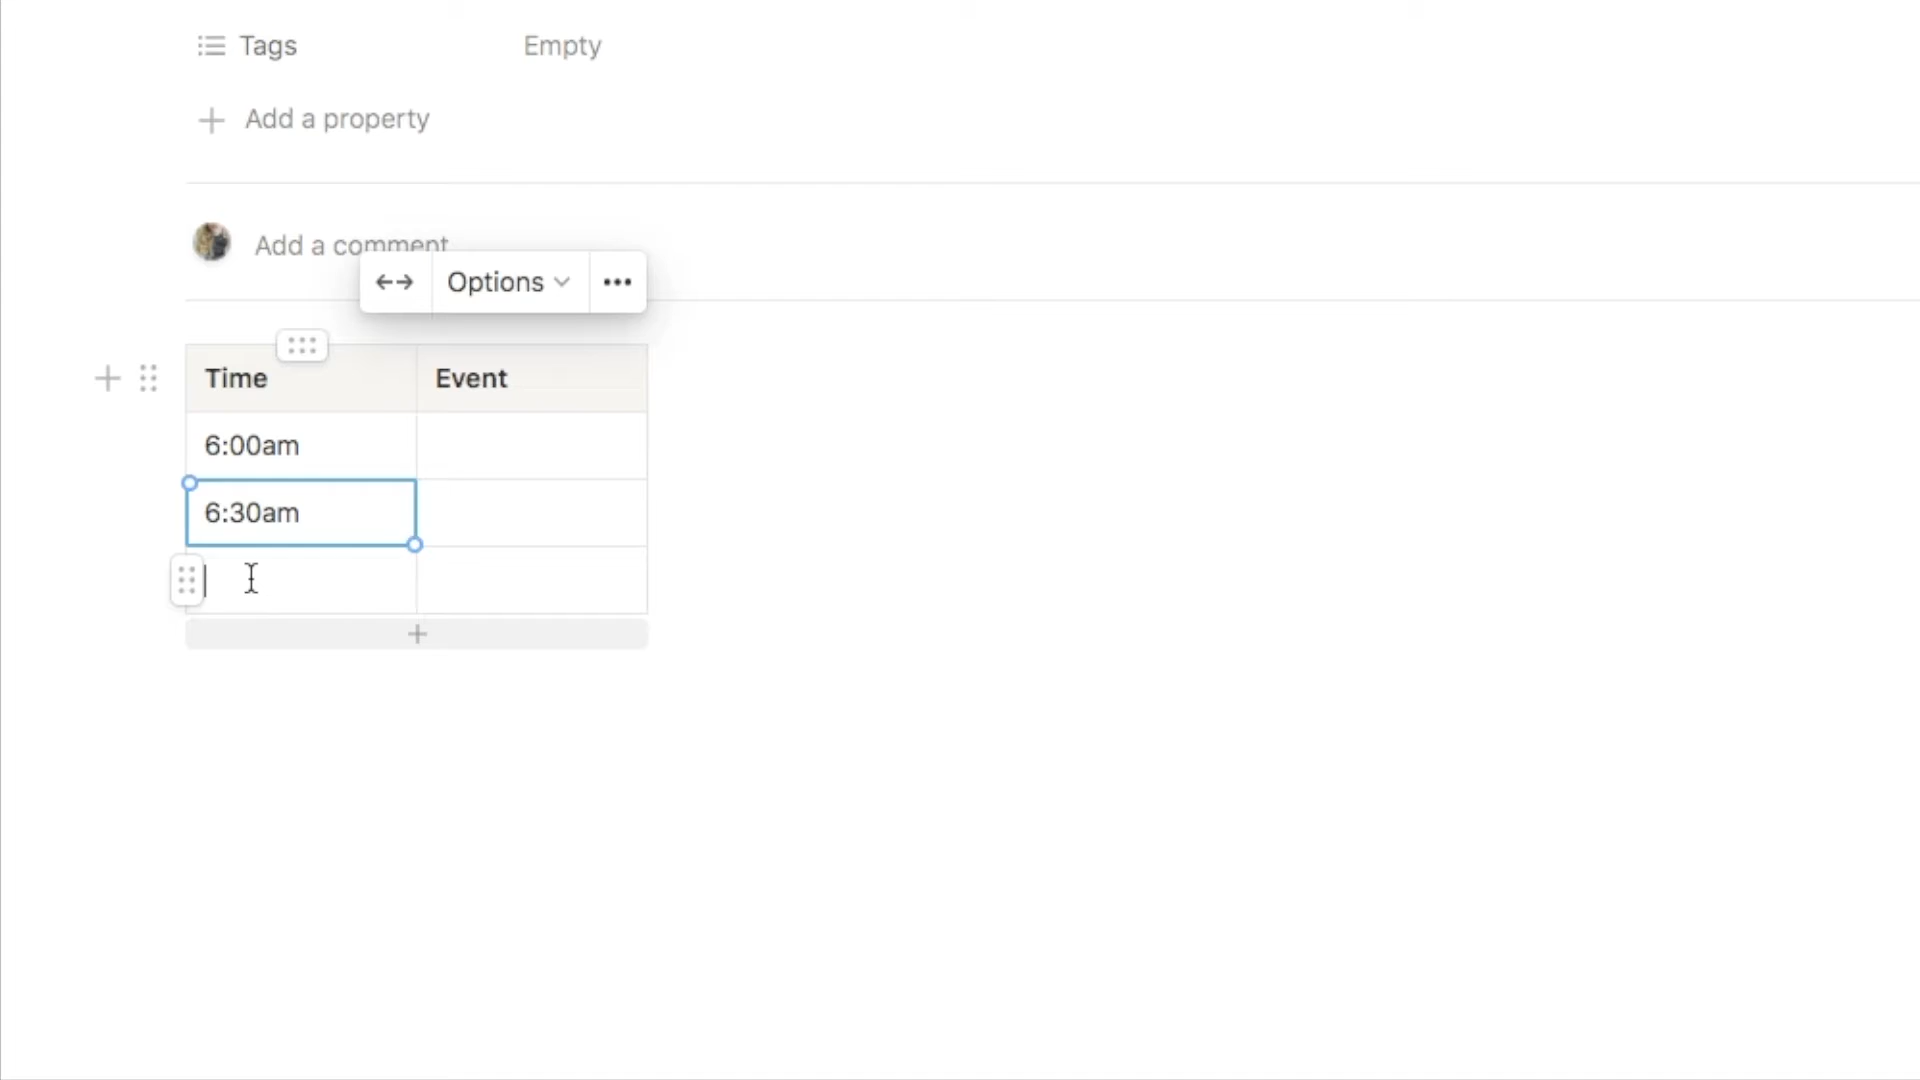 Tags Empty
Add a property
Add a comment
Options
Time Event
6:00am
6:30am